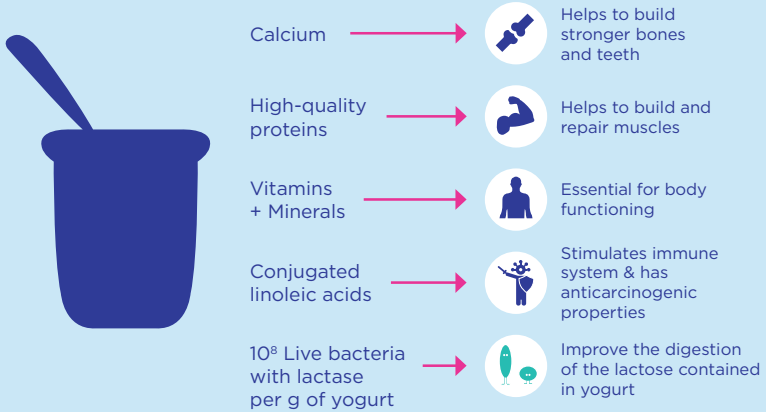 Calcium
Helps to build
stronger bones
and teeth
High-quality
proteins
Helps to build and
repair muscles
Vitamins
+ Minerals
Essential for body
functioning
Conjugated
linoleic acids
Stimulates immune
system & has
anticarcinogenic
properties
10⁸ Live bacteria
with lactase
per g of yogurt
Improve the digestion
of the lactose contained
in yogurt